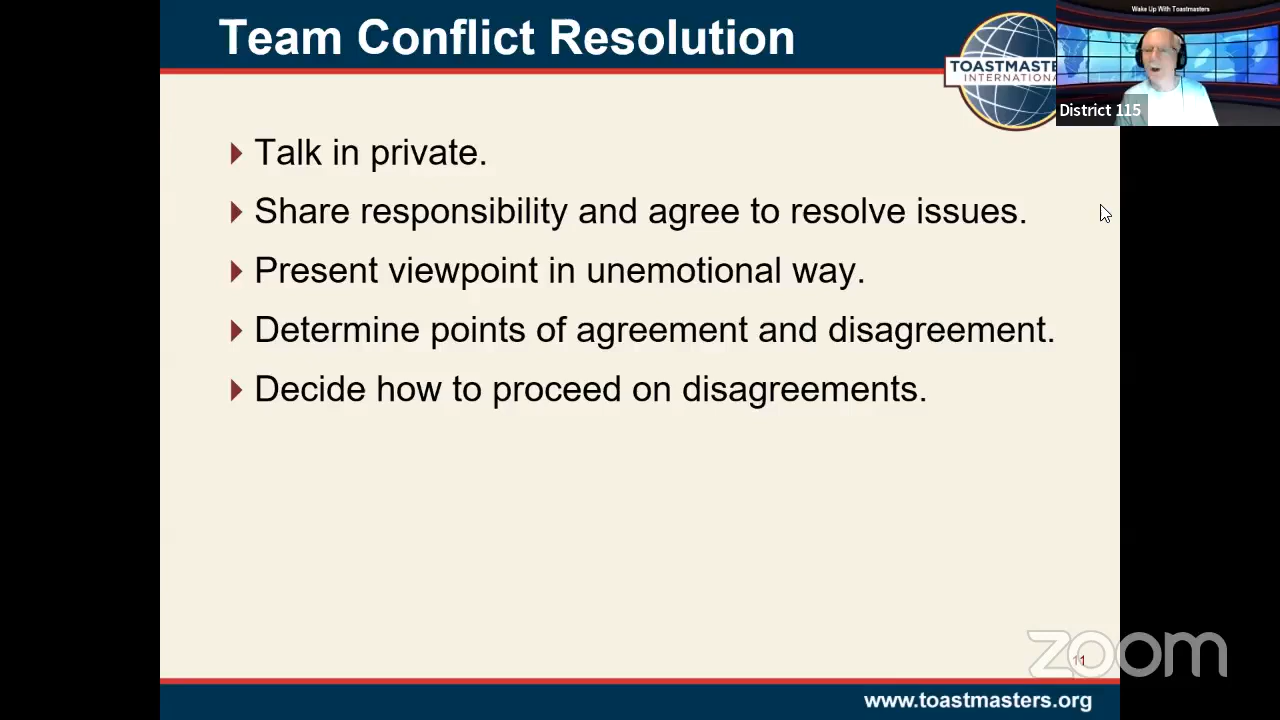 Team Conflict Resolution
Wake Up With Toastmasters
TOASTMASTE
INTERNATIONA
District 115
Talk in private.
Share responsibility and agree to resolve issues.
Present viewpoint in unemotional way.
Determine points of agreement and disagreement.
Decide how to proceed on disagreements.
zoom
11
www.toastmasters.org